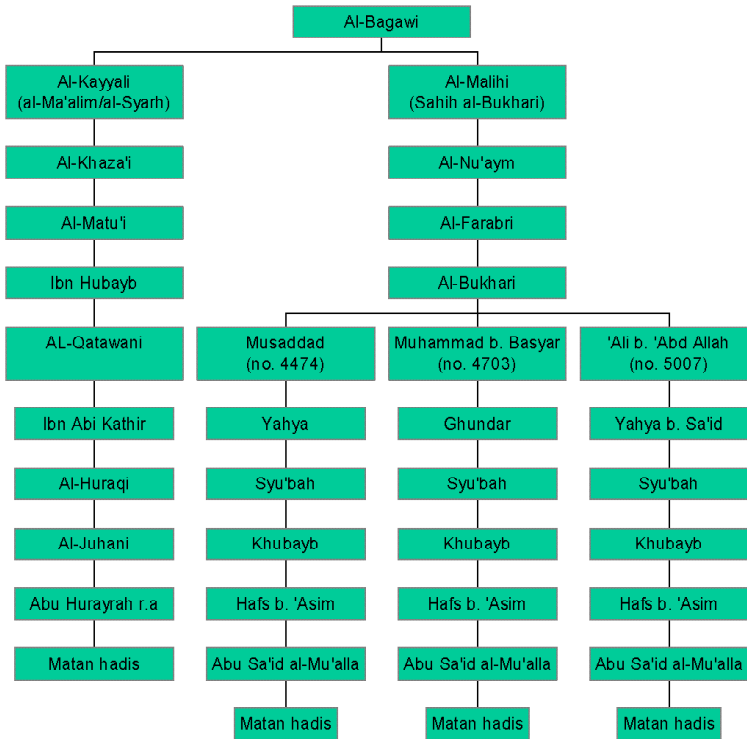 Al-Bagawi
Al-Kayyali
(al-Ma'alim/al-Syarh)
Al-Malihi
(Sahih al-Bukhari)
Al-Khaza'i
Al-Nu'aym
Al-Matu'i
Al-Farabri
Ibn Hubayb
Al-Bukhari
AL-Qatawani
Musaddad
(no. 4474)
Muhammad b. Basyar
(no. 4703)
'Ali b. 'Abd Allah
(no. 5007)
Ibn Abi Kathir
Yahya
Ghundar
Yahya b. Sa'id
Al-Huraqi
Syu'bah
Syu'bah
Syu'bah
Al-Juhani
Khubayb
Khubayb
Khubayb
Abu Hurayrah r.a
Hafs b. 'Asim
Hafs b. 'Asim
Hafs b. 'Asim
Matan hadis
Abu Sa'id al-Mu'alla
Abu Sa'id al-Mu'alla
Abu Sa'id al-Mu'alla
Matan hadis
Matan hadis
Matan hadis